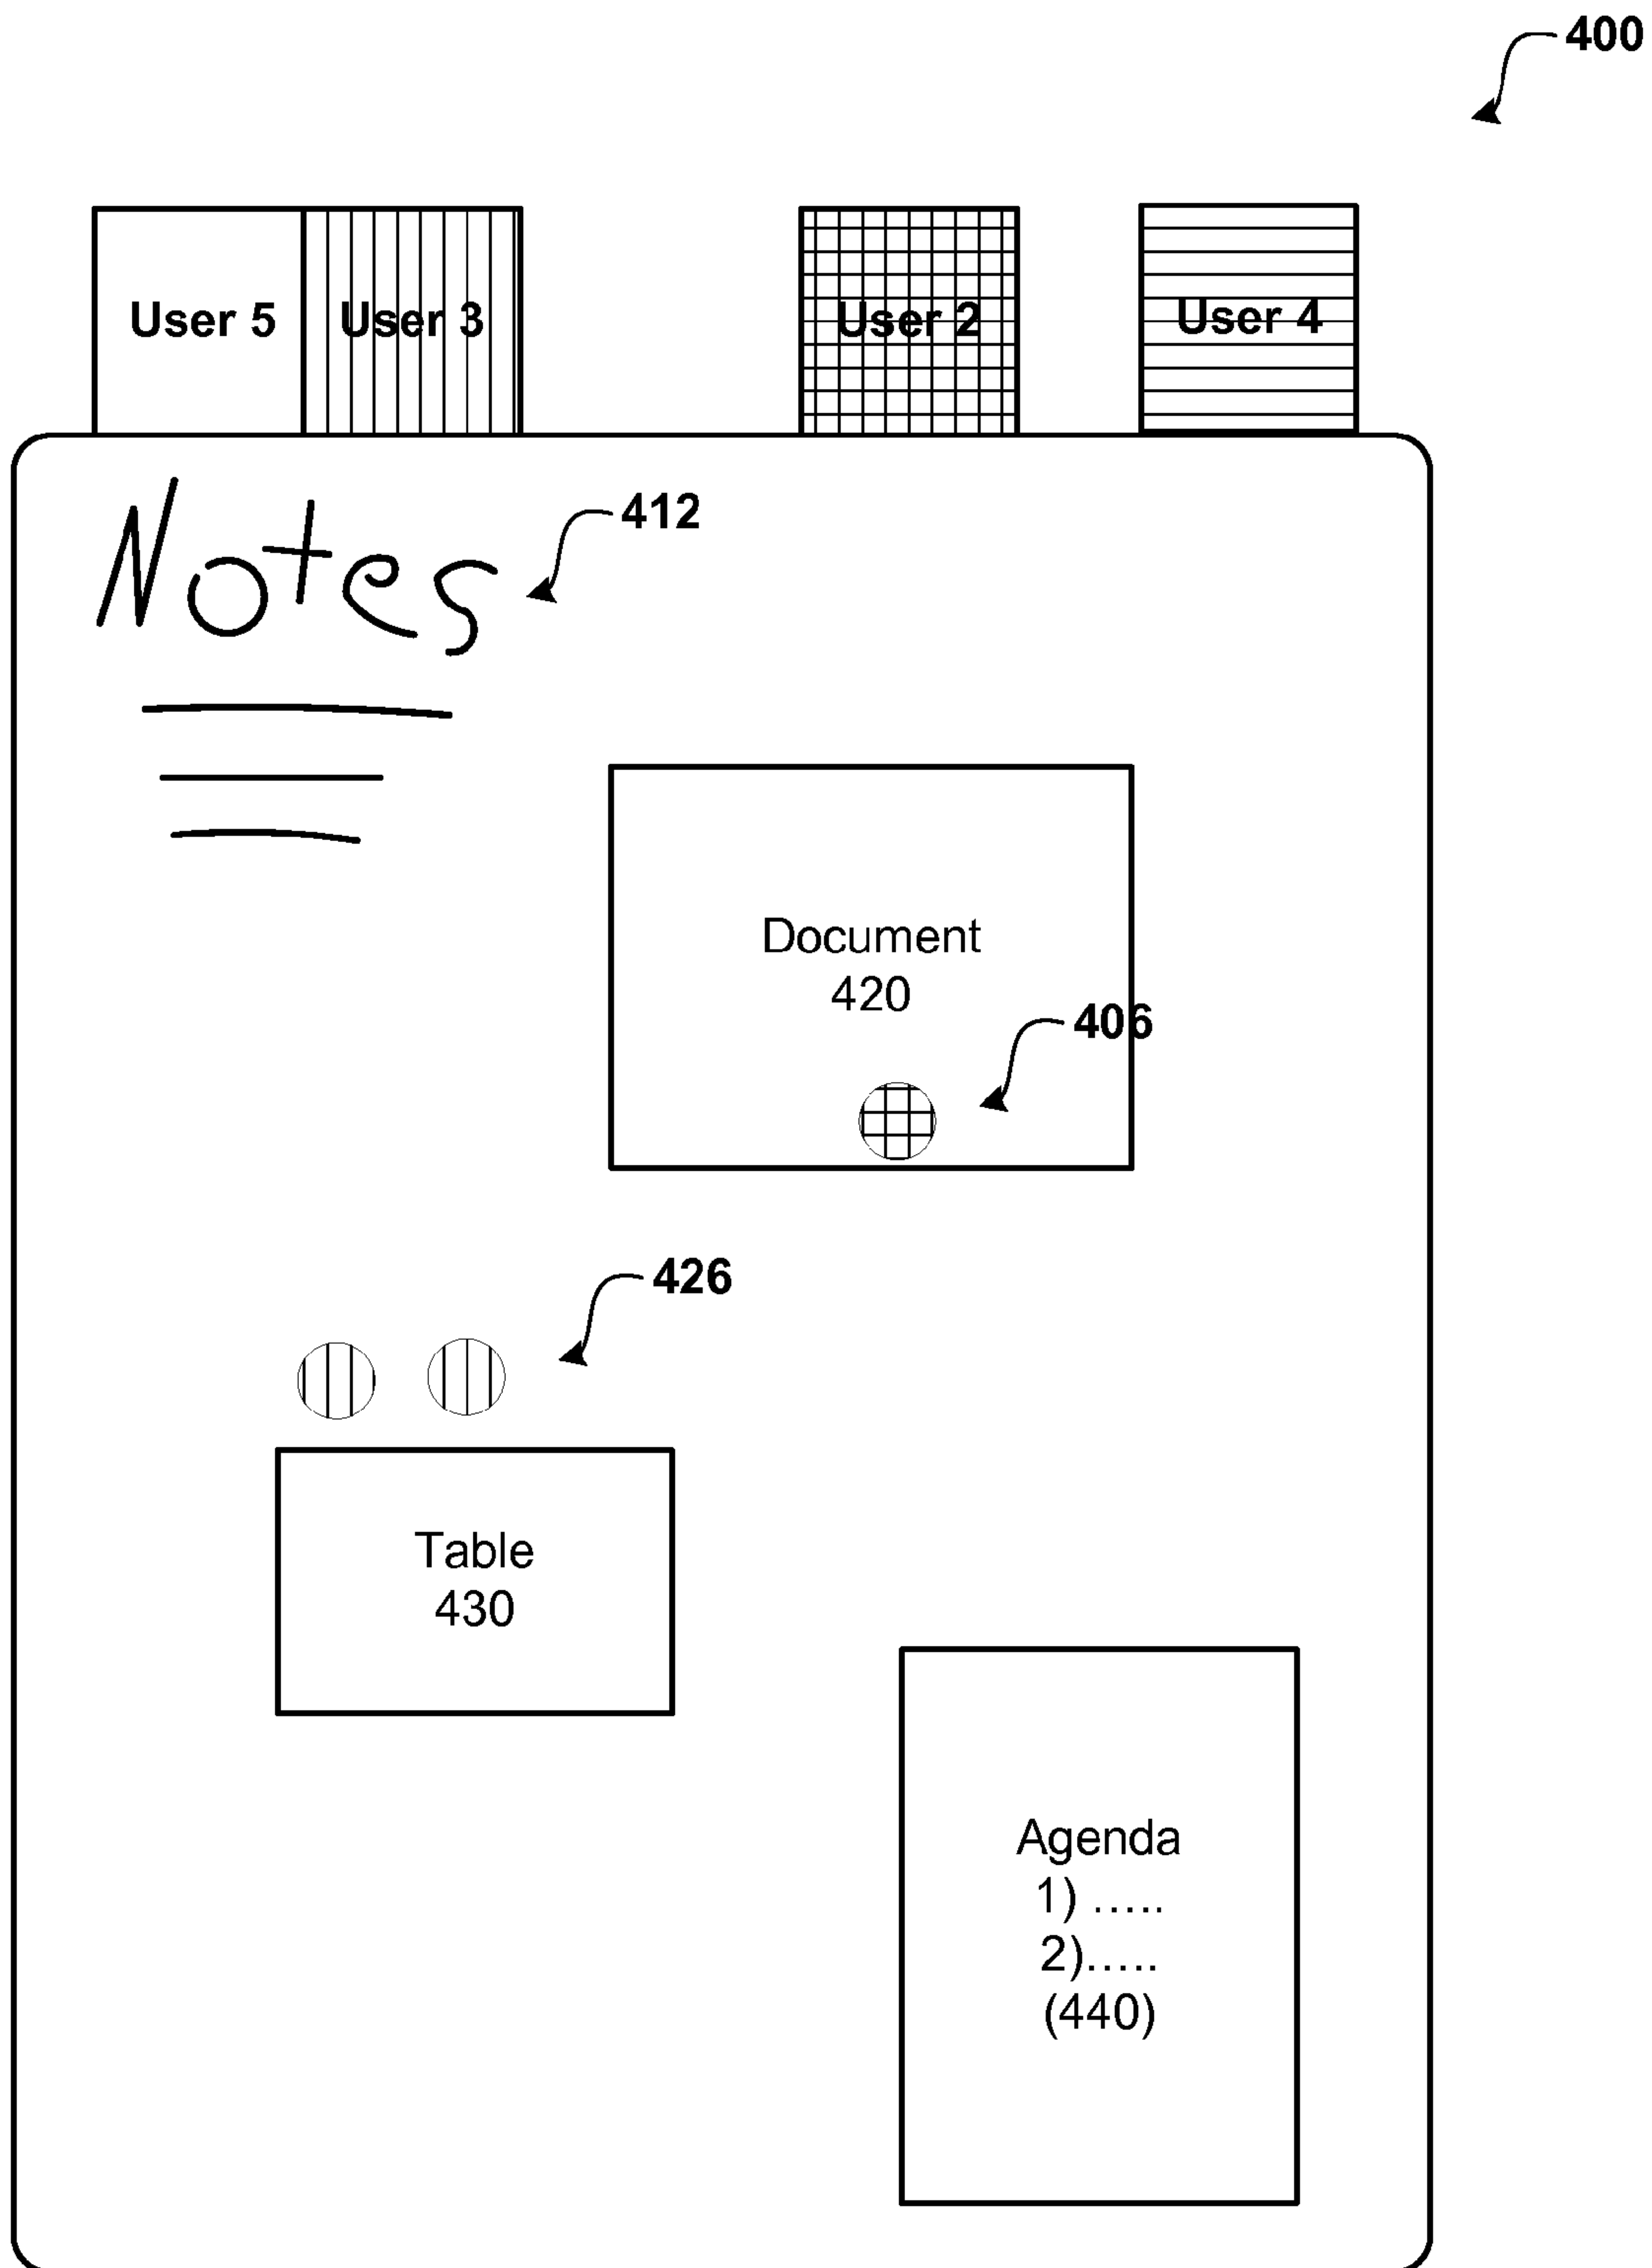 400
User 5 User 3 User 2 User 4
Notes
412
Document
420
406
426
Table
430
Agenda
1) .....
2).....
(440)